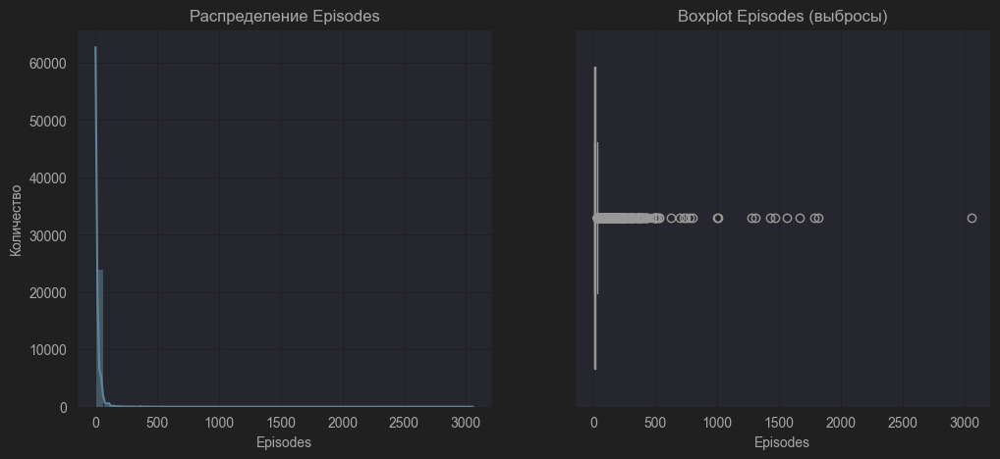 Распределение Episodes
Количество
60000
50000
40000
30000
20000
10000
0
0 500 1000 1500 2000 2500 3000
Episodes
Boxplot Episodes (выбросы)
0 500 1000 1500 2000 2500 3000
Episodes